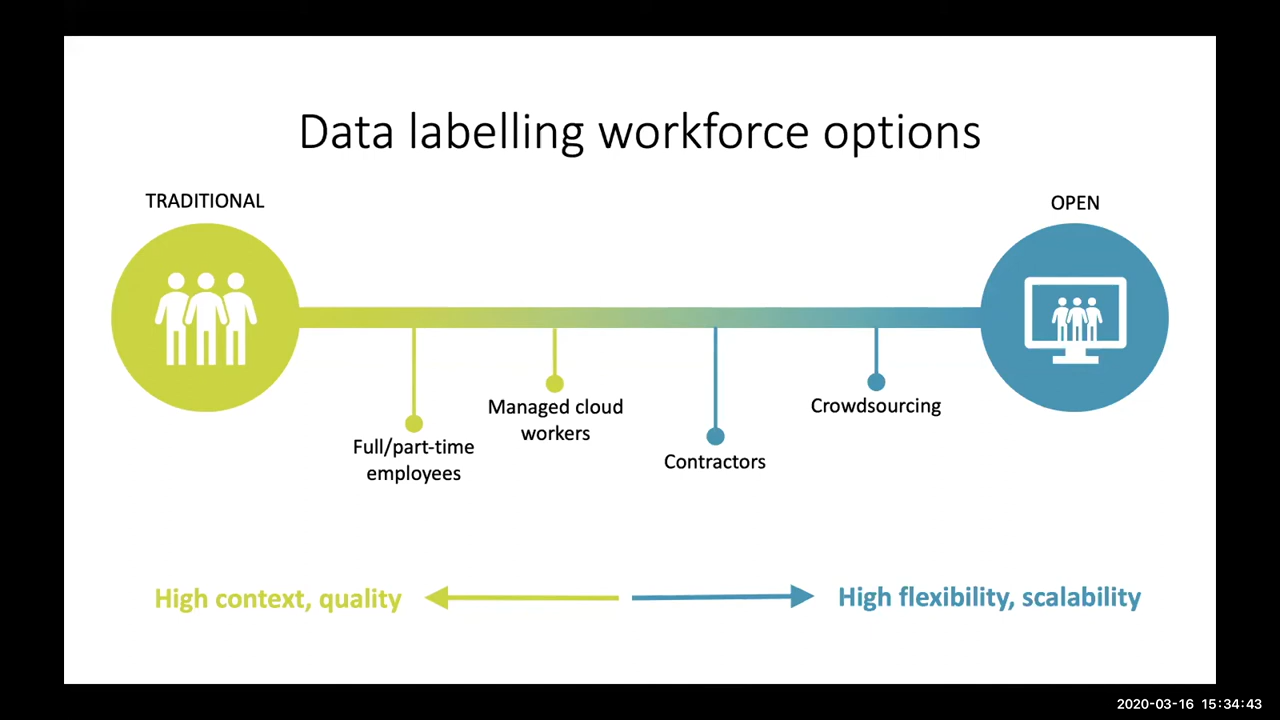 Data labelling workforce options
TRADITIONAL
OPEN
Full/part-time
employees
Managed cloud
workers
Contractors
Crowdsourcing
High context, quality
High flexibility, scalability
2020-03-16 15:34:43